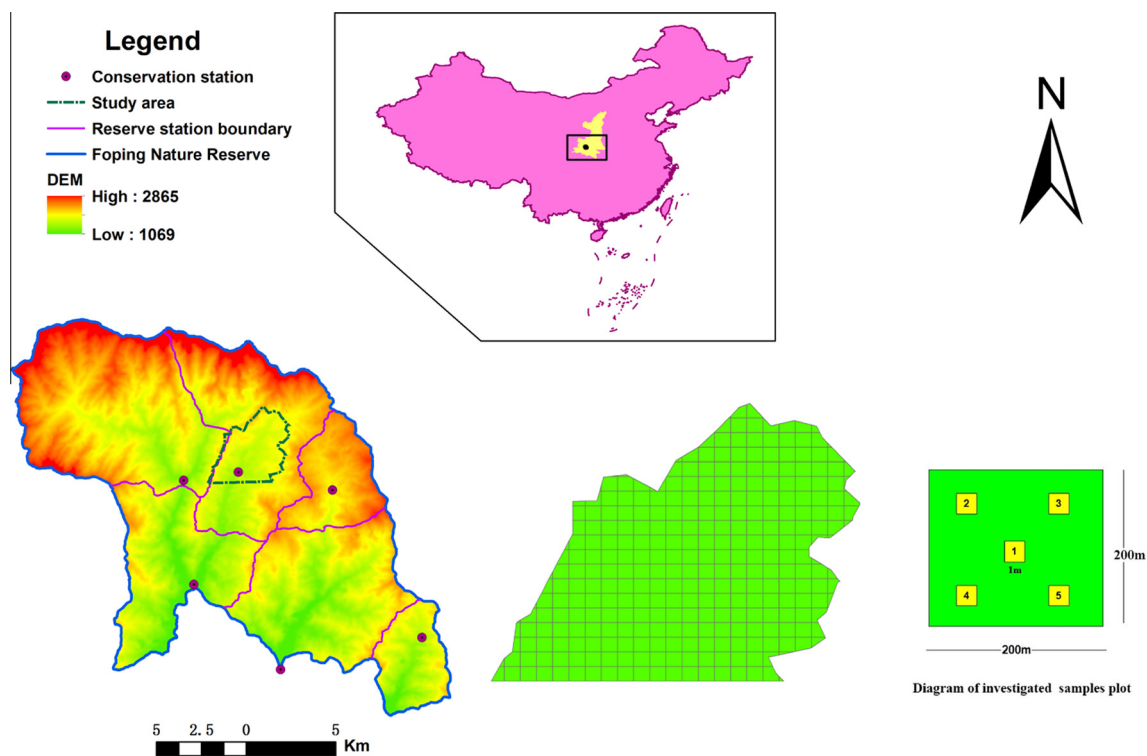 Legend
Conservation station
Study area
Reserve station boundary
Foping Nature Reserve
DEM
High : 2865
Low : 1069
N
2
3
1
1m
4
5
200m
200m
Diagram of investigated samples plot
5 2.5 0 5
Km